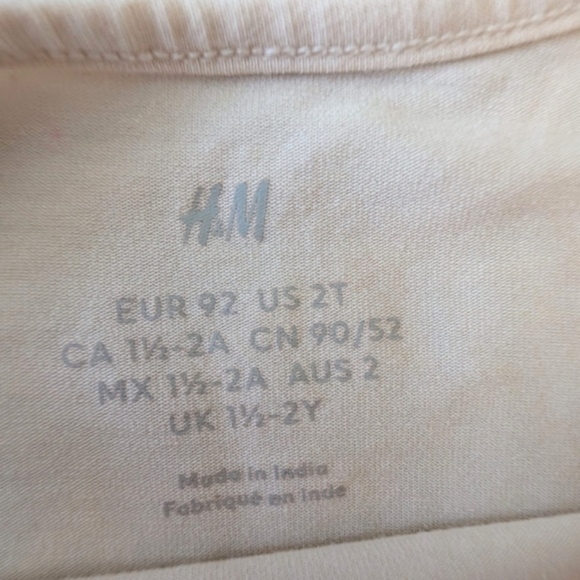 H&M
EUR 92 US 2T
CA 1½-2A CN 90/52
MX 1½-2A AUS 2
UK 1½-2Y
Made in India
Fabriqué en Inde